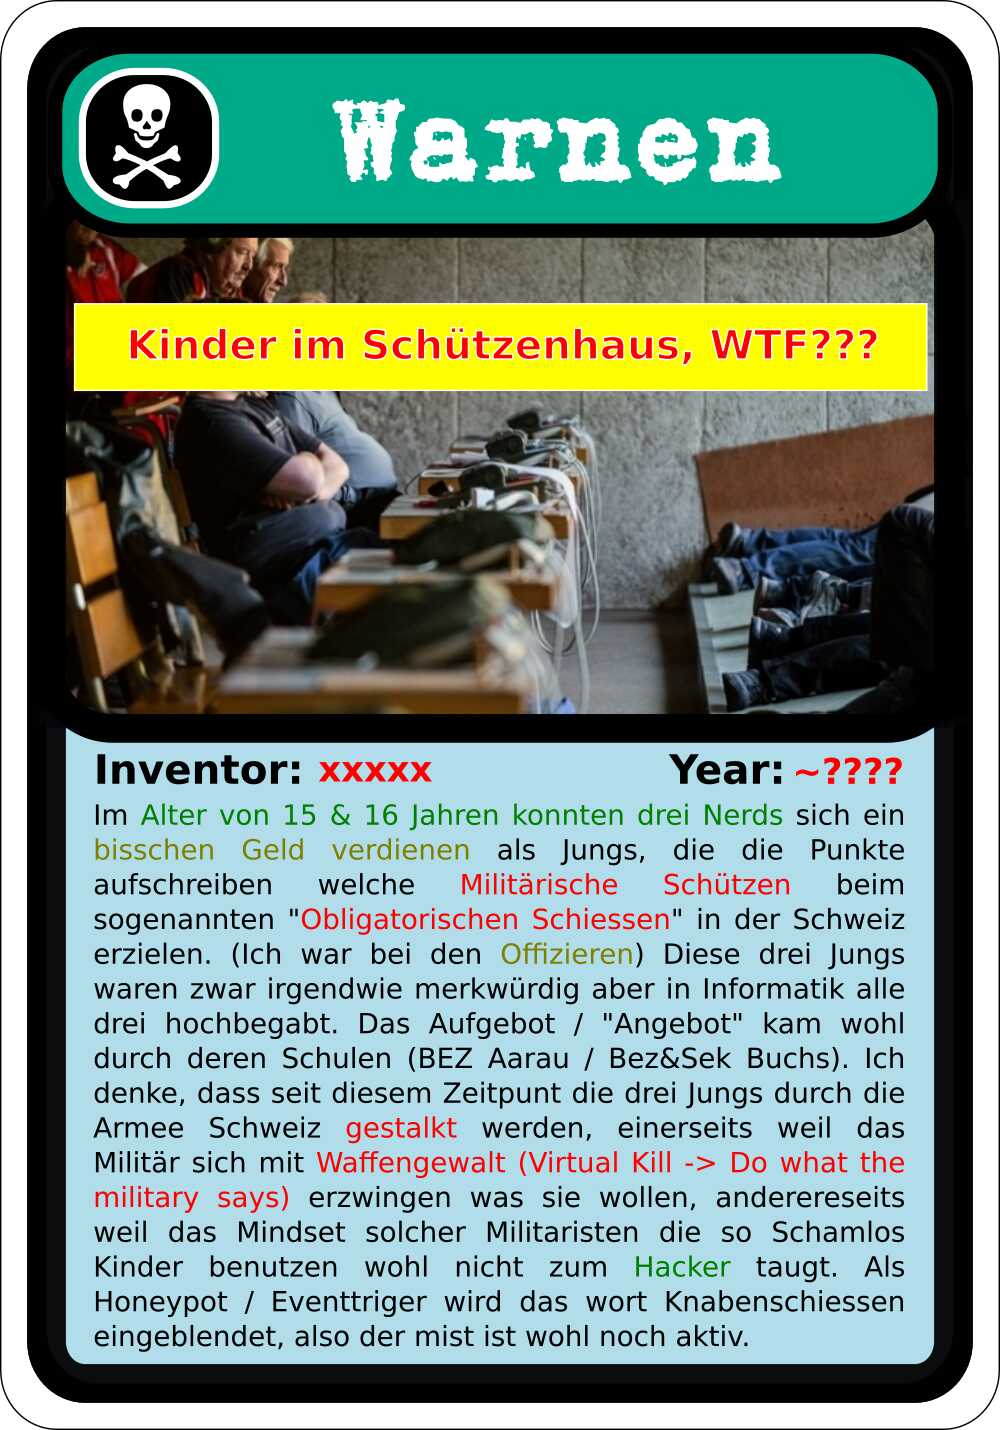 Warnen
Kinder im Schützenhaus, WTF???
Inventor: xxxxx Year: ~????
Im Alter von 15 & 16 Jahren konnten drei Nerds sich ein
bisschen Geld verdienen als Jungs, die die Punkte
aufschreiben welche Militärische Schützen beim
sogenannten "Obligatorischen Schiessen" in der Schweiz
erzielen. (Ich war bei den Offizieren) Diese drei Jungs
waren zwar irgendwie merkwürdig aber in Informatik alle
drei hochbegabt. Das Aufgebot / "Angebot" kam wohl
durch deren Schulen (BEZ Aarau / Bez&Sek Buchs). Ich
denke, dass seit diesem Zeitpunt die drei Jungs durch die
Armee Schweiz gestalkt werden, einerseits weil das
Militär sich mit Waffengewalt (Virtual Kill -> Do what the
military says) erzwingen was sie wollen, anderereseits
weil das Mindset solcher Militaristen die so Schamlos
Kinder benutzen wohl nicht zum Hacker taugt. Als
Honeypot / Eventtriger wird das wort Knabenschiessen
eingeblendet, also der mist ist wohl noch aktiv.